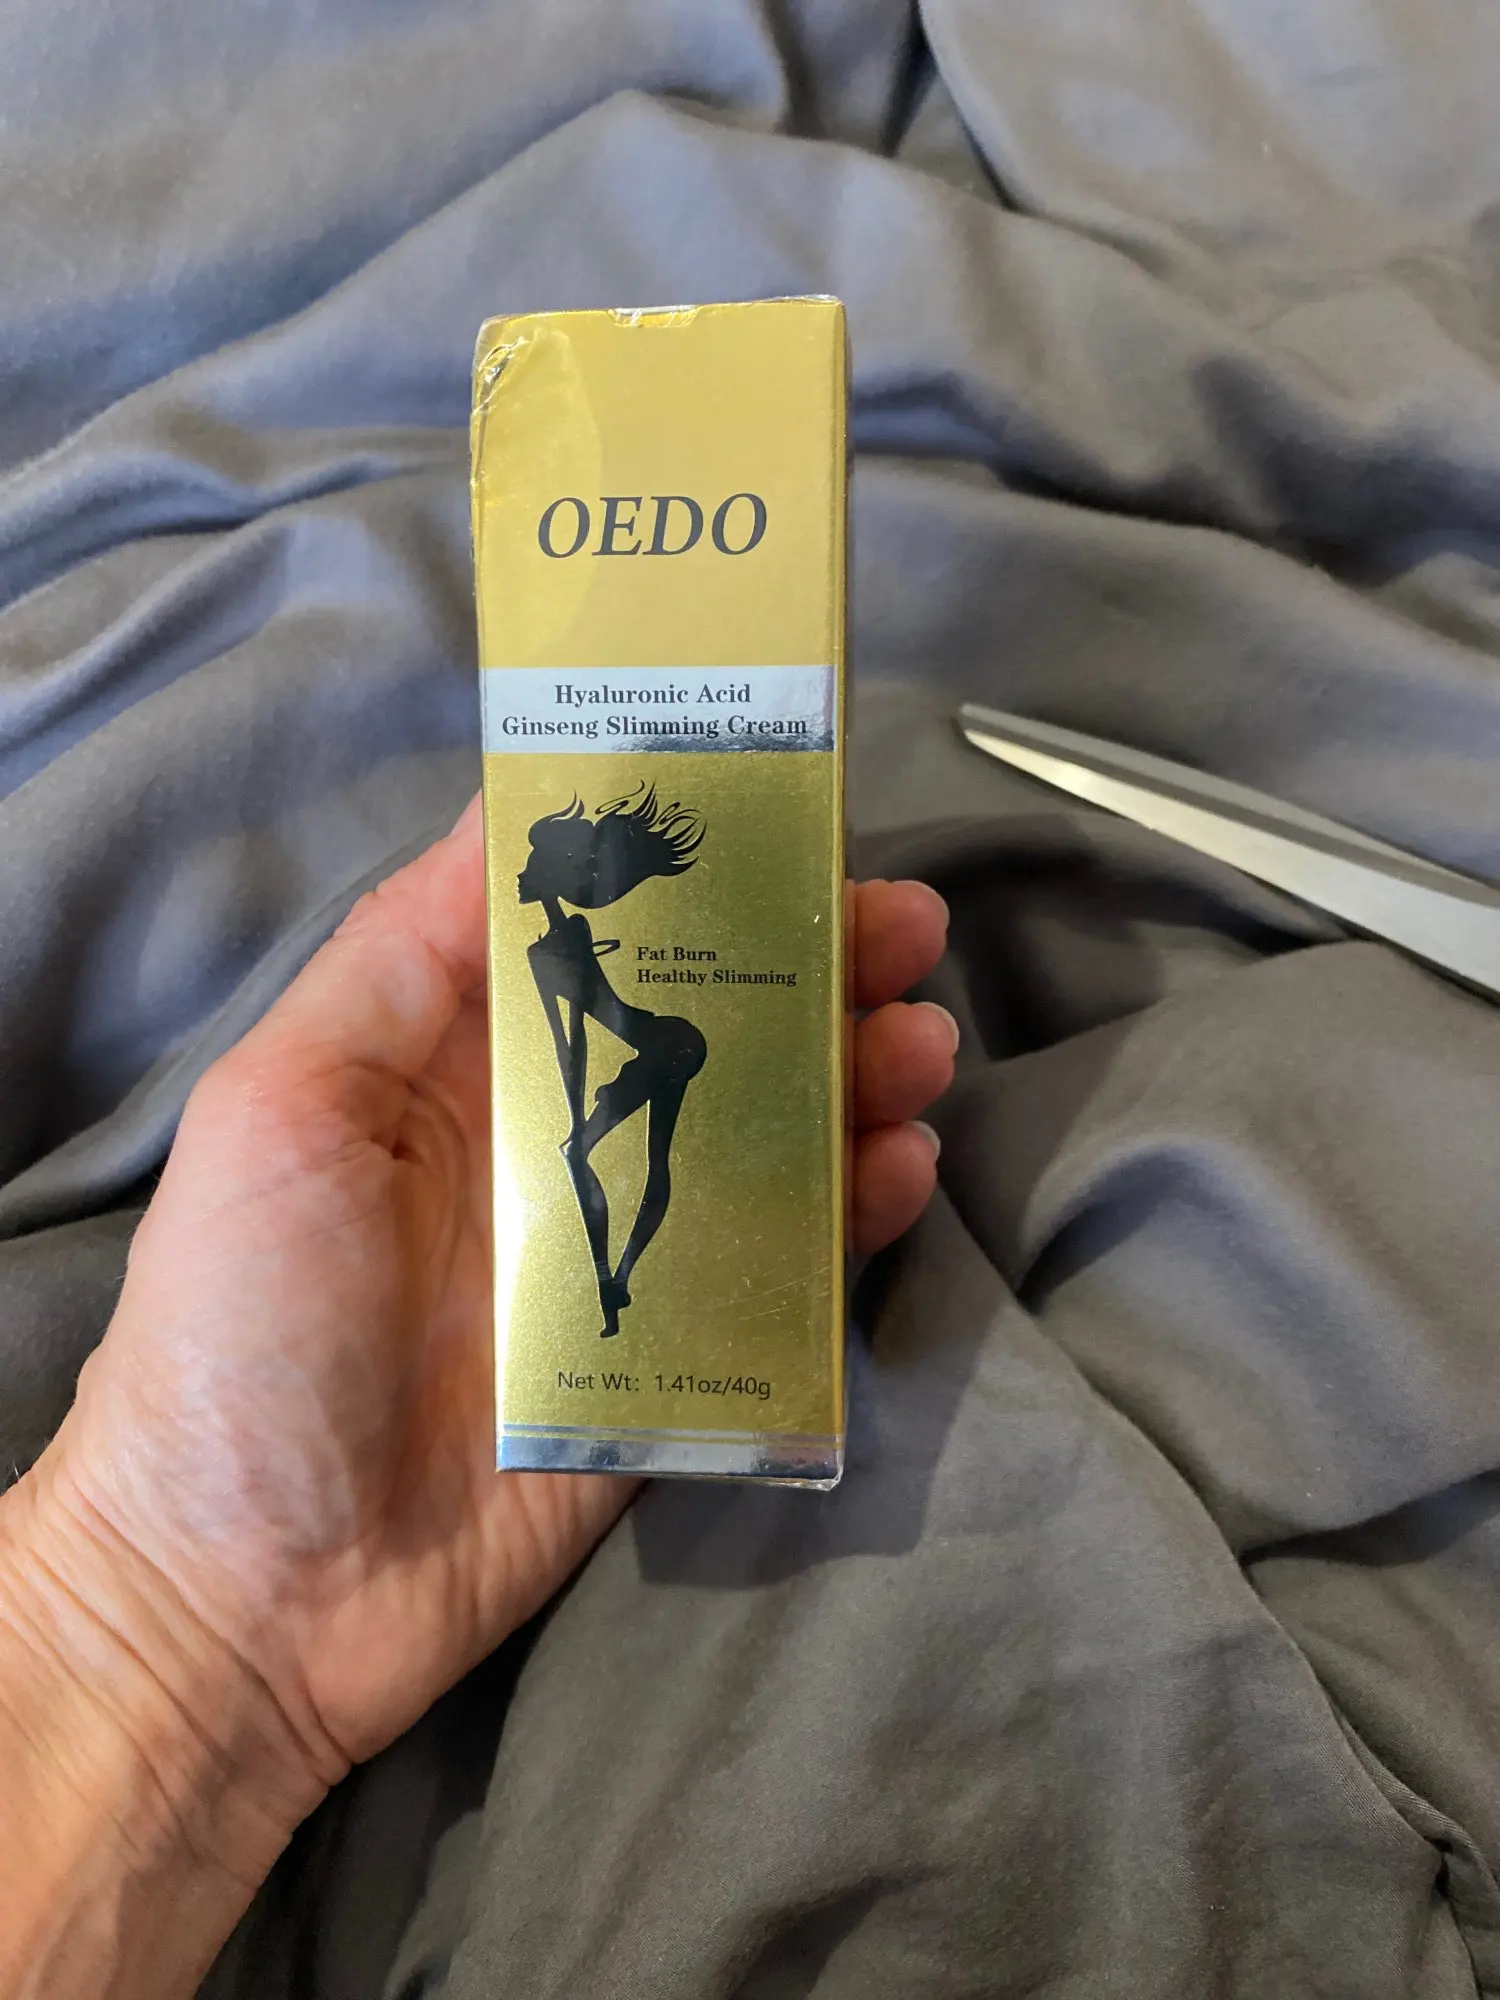 OEDO
Hyaluronic Acid
Ginseng Slimming Cream
Fat Burn
Healthy Slimming
Net Wt: 1.41oz/40g